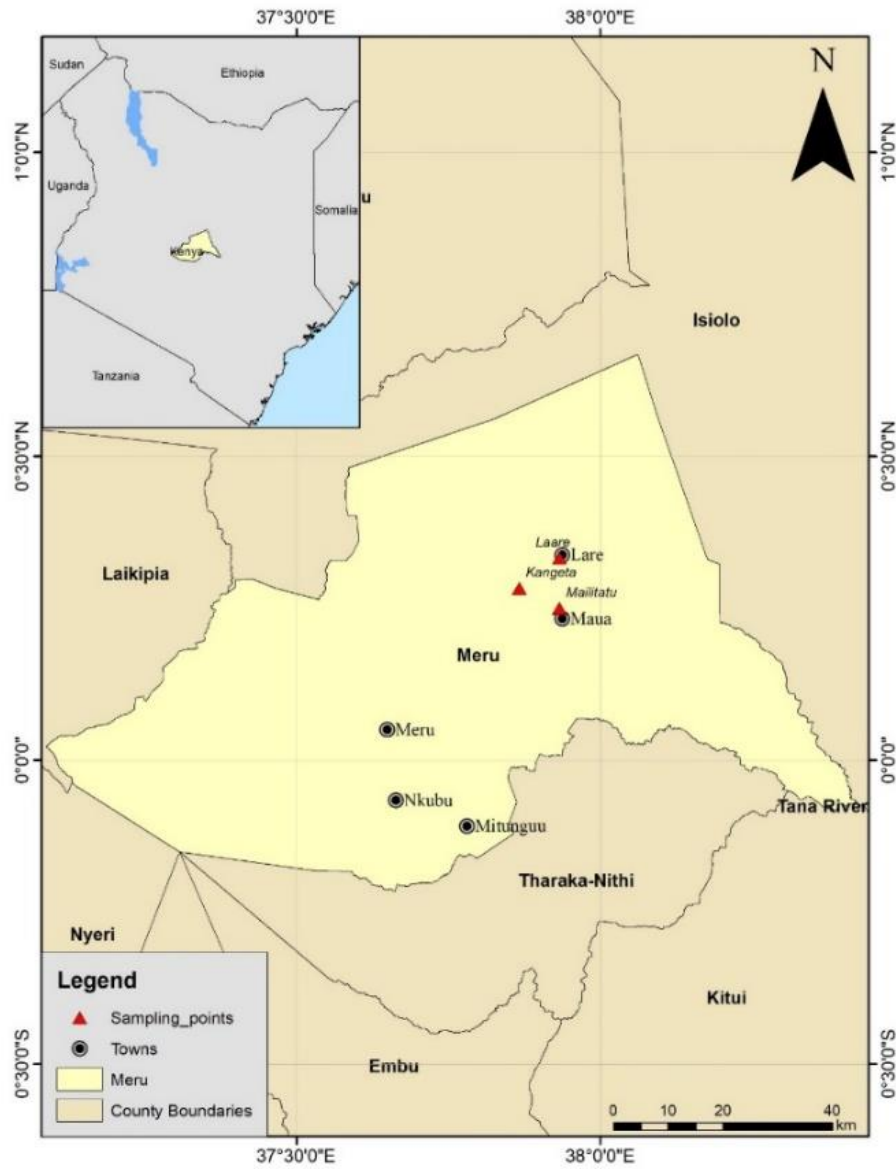 37°30'0"E
38°0'0"E
Sudan
Ethiopia
Uganda
Somalia
Kenya
Tanzania
u
N
1°0'0"N
1°0'0"N
Isiolo
0°30'0"N
0°30'0"N
Laikipia
Laare
Lare
Kangeta
Mailitatu
Maua
Meru
Meru
0°0'0"
0°0'0"
Nkubu
Mitunguu
Tana River
Tharaka-Nithi
Nyeri
Kitui
Embu
0°30'0"S
0°30'0"S
Legend
Sampling_points
Towns
Meru
County Boundaries
0 5 10 20 40
km
37°30'0"E
38°0'0"E